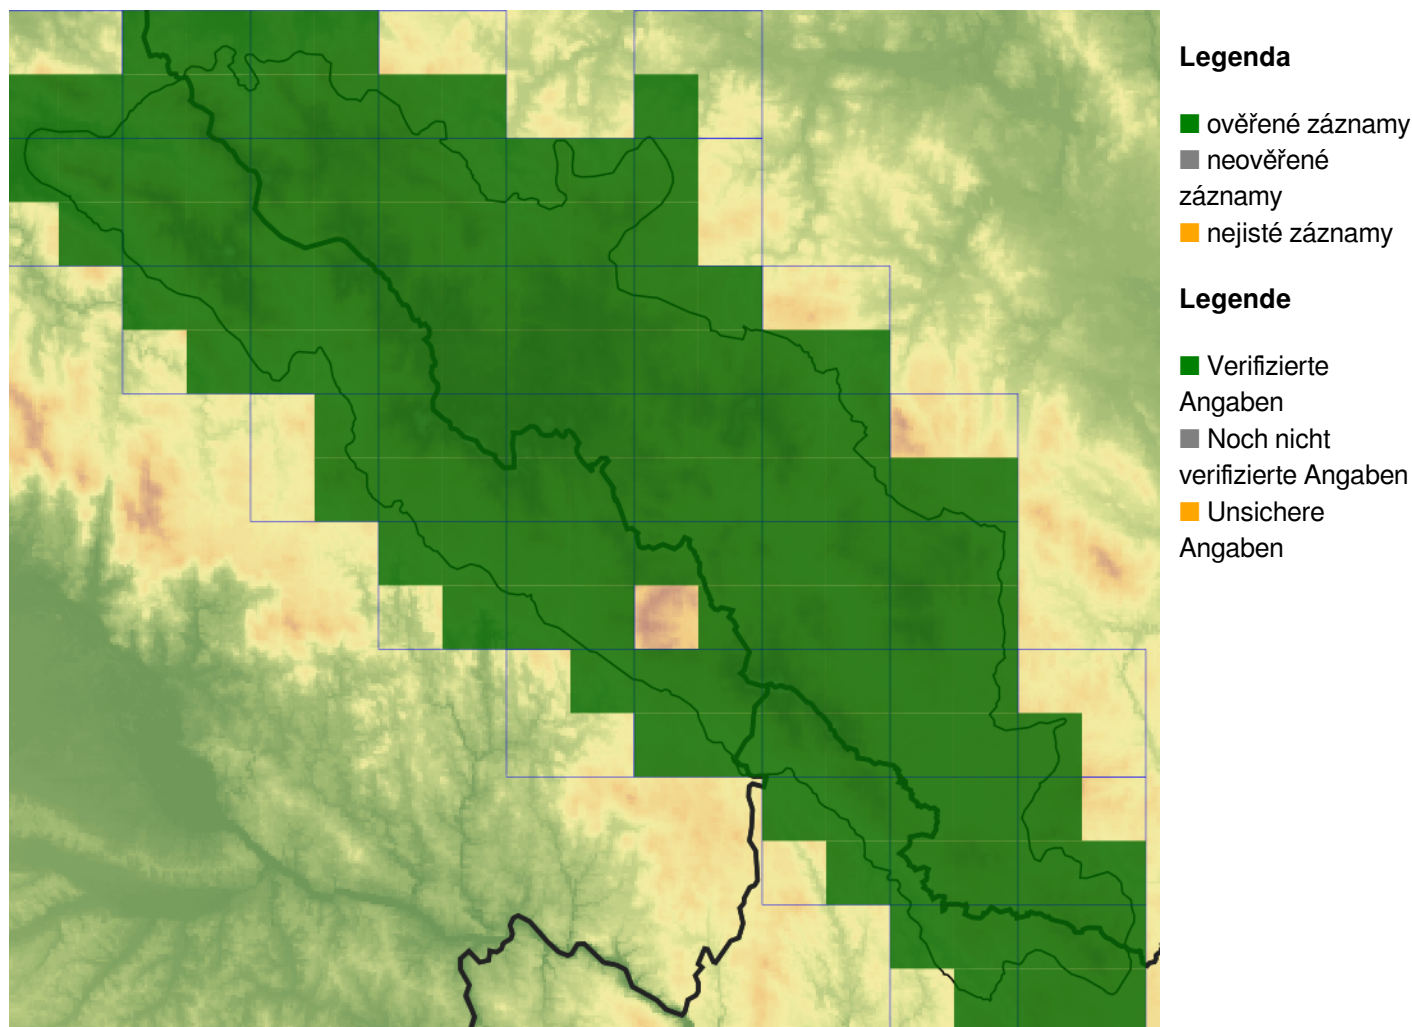 Legenda
ověřené záznamy
neověřené
záznamy
nejisté záznamy
Legende
Verifizierte
Angaben
Noch nicht
verifizierte Angaben
Unsichere
Angaben